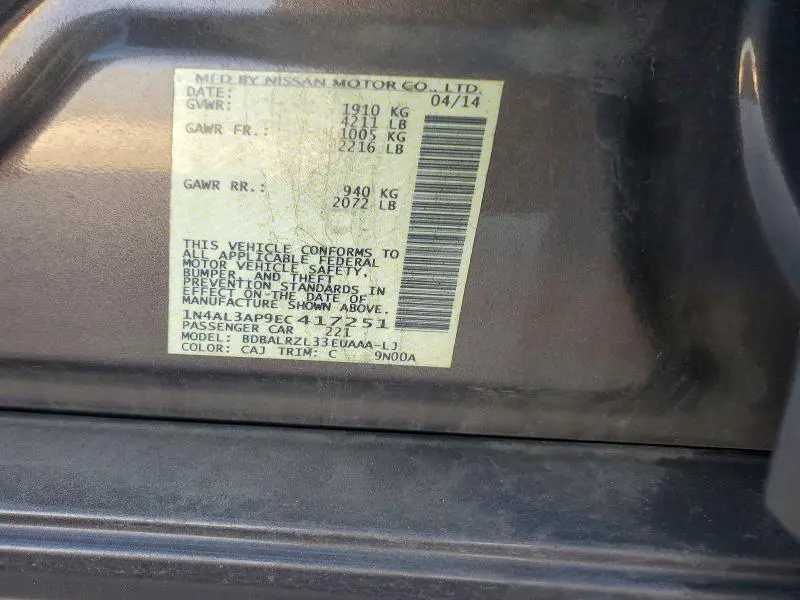 MFD BY NISSAN MOTOR CO., LTD.
DATE: 04/14
GVWR: 1910 KG
4211 LB
GAWR FR.: 1005 KG
2216 LB
GAWR RR.: 940 KG
2072 LB
THIS VEHICLE CONFORMS TO
ALL APPLICABLE FEDERAL
MOTOR VEHICLE SAFETY,
BUMPER, AND THEFT
PREVENTION STANDARDS IN
EFFECT ON THE DATE OF
MANUFACTURE SHOWN ABOVE.
1N4AL3AP9EC417251
PASSENGER CAR 221
MODEL: BDBALRZL33EUAAA-LJ
COLOR: CAJ TRIM: C 9N00A